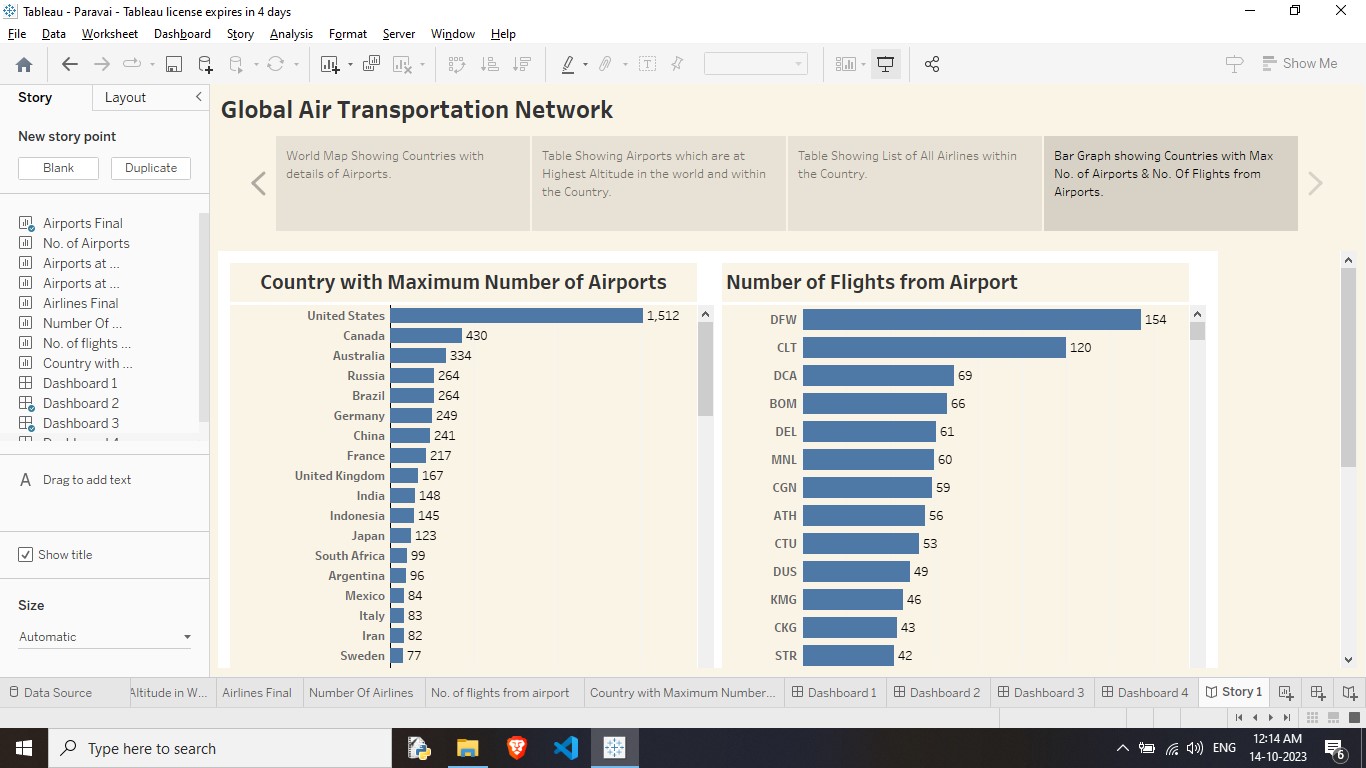 Tableau - Paravai - Tableau license expires in 4 days
File Data Worksheet Dashboard Story Analysis Format Server Window Help
Show Me
Story Layout
New story point
Blank Duplicate
Airports Final
No. of Airports
Airports at ...
Airports at ...
Airlines Final
Number Of ...
No. of flights ...
Country with ...
Dashboard 1
Dashboard 2
Dashboard 3
A Drag to add text
Show title
Size
Automatic
Global Air Transportation Network
World Map Showing Countries with
details of Airports.
Table Showing Airports which are at
Highest Altitude in the world and within
the Country.
Table Showing List of All Airlines within
the Country.
Bar Graph showing Countries with Max
No. of Airports & No. Of Flights from
Airports.
Country with Maximum Number of Airports
United States 1,512
Canada 430
Australia 334
Russia 264
Brazil 264
Germany 249
China 241
France 217
United Kingdom 167
India 148
Indonesia 145
Japan 123
South Africa 99
Argentina 96
Mexico 84
Italy 83
Iran 82
Sweden 77
Number of Flights from Airport
DFW 154
CLT 120
DCA 69
BOM 66
DEL 61
MNL 60
CGN 59
ATH 56
CTU 53
DUS 49
KMG 46
CKG 43
STR 42
Data Source Altitude in W... Airlines Final Number Of Airlines No. of flights from airport Country with Maximum Number... Dashboard 1 Dashboard 2 Dashboard 3 Dashboard 4 Story 1
Type here to search
ENG
12:14 AM
14-10-2023
6